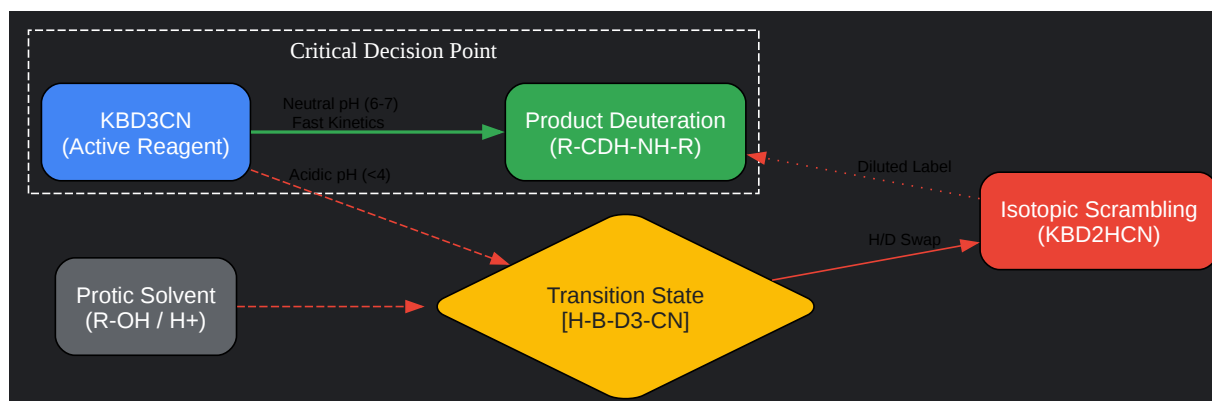 Critical Decision Point
KBD3CN
(Active Reagent)
Neutral pH (6-7)
Fast Kinetics
Product Deuteration
(R-CDH-NH-R)
Acidic pH (<4)
Diluted Label
Isotopic Scrambling
(KBD2HCN)
H/D Swap
Protic Solvent
(R-OH / H+)
Transition State
[H-B-D3-CN]